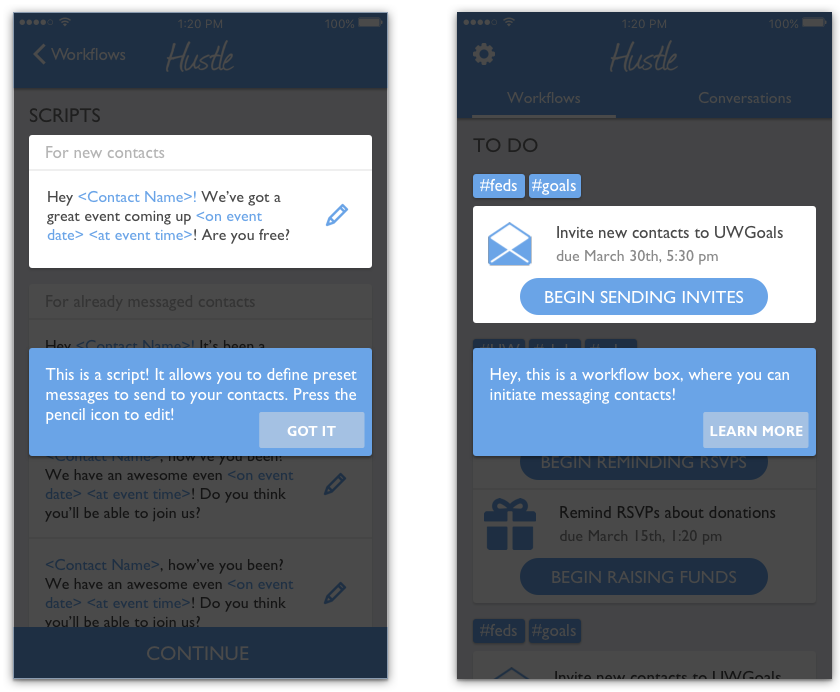 1:20 PM
100%
Workflows
Hustle
SCRIPTS
For new contacts
Hey <Contact Name>! We've got a
great event coming up <on event
date> <at event time>! Are you free?
For already messaged contacts
Hey <Contact Name>! It's been a
This is a script! It allows you to define preset
messages to send to your contacts. Press the
pencil icon to edit!
GOT IT
<Contact Name>, how've you been?
We have an awesome even <on event
date> <at event time>! Do you think
you'll be able to join us?
<Contact Name>, how've you been?
We have an awesome even <on event
date> <at event time>! Do you think
you'll be able to join us?
CONTINUE
1:20 PM
100%
Hustle
Workflows
Conversations
TO DO
#feds #goals
Invite new contacts to UWGoals
due March 30th, 5:30 pm
BEGIN SENDING INVITES
Hey, this is a workflow box, where you can
initiate messaging contacts!
LEARN MORE
BEGIN REMINDING RSVPS
Remind RSVPs about donations
due March 15th, 1:20 pm
BEGIN RAISING FUNDS
#feds #goals
Invite new contacts to UWGoals